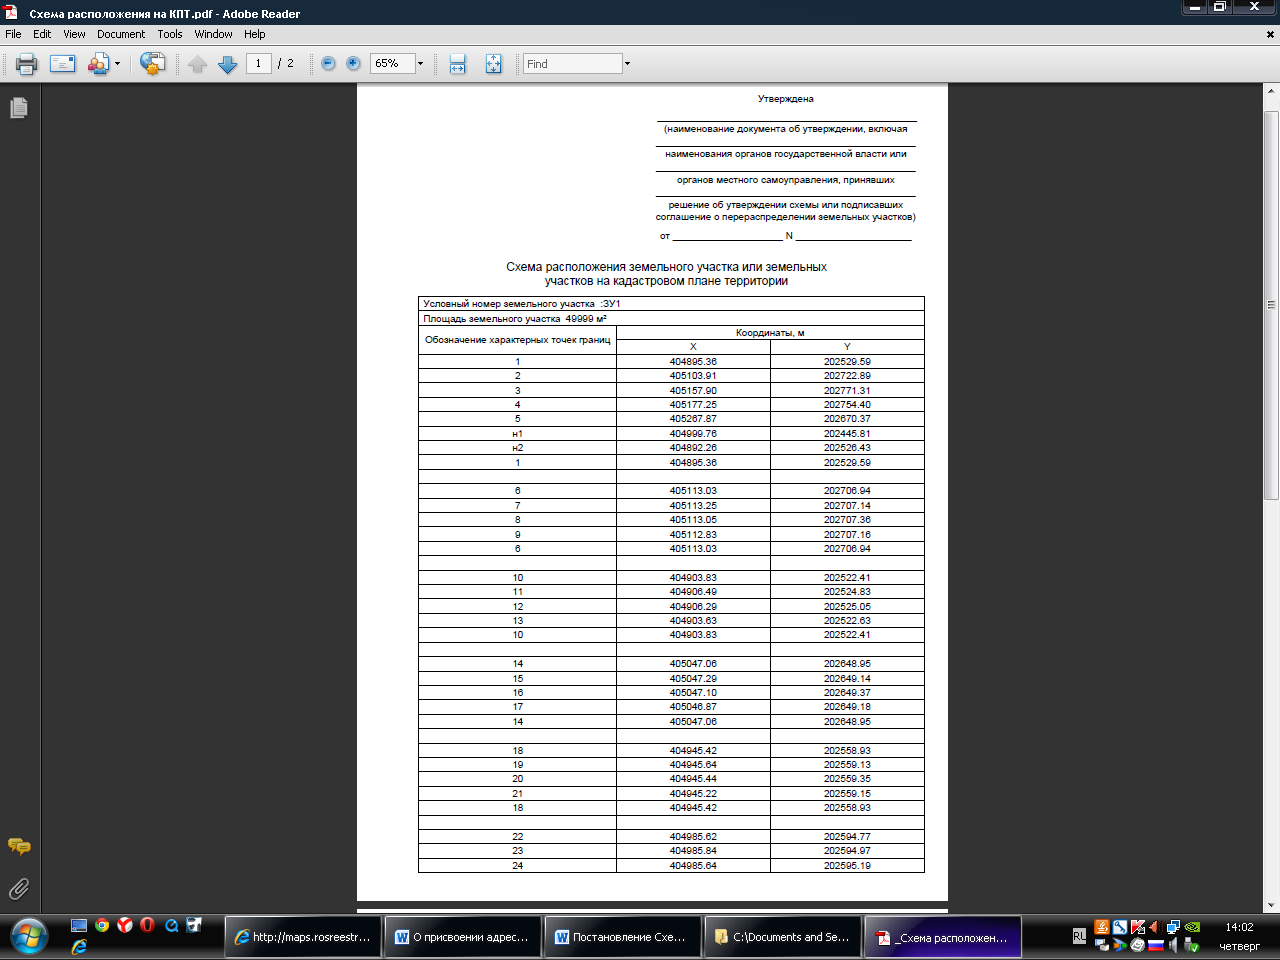 Схема расположения на КПТ.pdf - Adobe Reader
File Edit View Document Tools Window Help
1 / 2 65% Find
Утверждена
(наименование документа об утверждении, включая
наименования органов государственной власти или
органов местного самоуправления, принявших
решение об утверждении схемы или подписавших
соглашение о перераспределении земельных участков)
от ____________________ N ____________________
Схема расположения земельного участка или земельных
участков на кадастровом плане территории
Условный номер земельного участка :ЗУ1
Площадь земельного участка 49999 м²
Обозначение характерных точек границ Координаты, м
X Y
1 404895.36 202529.59
2 405103.91 202722.89
3 405157.90 202771.31
4 405177.25 202754.40
5 405267.87 202670.37
н1 404999.76 202445.81
н2 404892.26 202526.43
1 404895.36 202529.59
6 405113.03 202706.94
7 405113.25 202707.14
8 405113.05 202707.36
9 405112.83 202707.16
6 405113.03 202706.94
10 404903.83 202522.41
11 404906.49 202524.83
12 404906.29 202525.05
13 404903.63 202522.63
10 404903.83 202522.41
14 405047.06 202648.95
15 405047.29 202649.14
16 405047.10 202649.37
17 405046.87 202649.18
14 405047.06 202648.95
18 404945.42 202558.93
19 404945.64 202559.13
20 404945.44 202559.35
21 404945.22 202559.15
18 404945.42 202558.93
22 404985.62 202594.77
23 404985.84 202594.97
24 404985.64 202595.19
http://maps.rosreestr... О присвоении адрес... Постановление Схе... C:\Documents and Se... _Схема расположен... RL 14:02
четверг